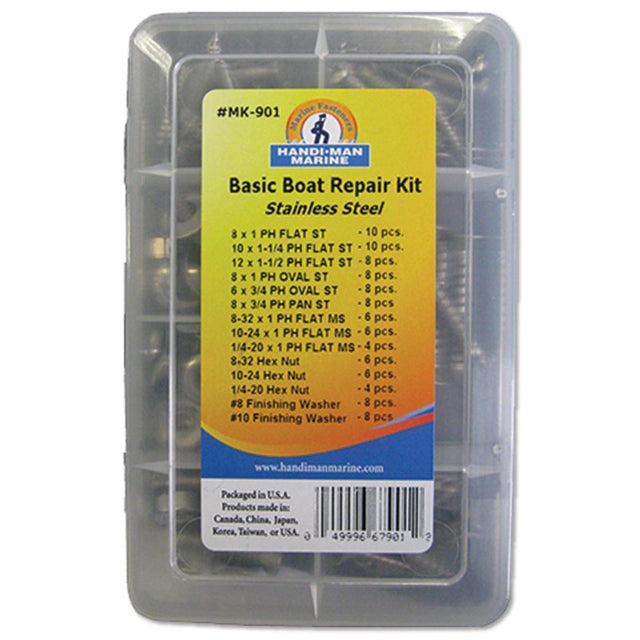 #MK-901
Marine Fasteners
HANDI-MAN
MARINE
Basic Boat Repair Kit
Stainless Steel
8 x 1 PH FLAT ST - 10 pcs.
10 x 1-1/4 PH FLAT ST - 10 pcs.
12 x 1-1/2 PH FLAT ST - 8 pcs.
8 x 1 PH OVAL ST - 8 pcs.
6 x 3/4 PH OVAL ST - 8 pcs.
8 x 3/4 PH PAN ST - 8 pcs
8-32 x 1 PH FLAT MS - 6 pcs.
10-24 x 1 PH FLAT MS - 6 pcs.
1/4-20 x 1 PH FLAT MS - 4 pcs.
8-32 Hex Nut - 6 pcs.
10-24 Hex Nut - 6 pcs.
1/4-20 Hex Nut - 4 pcs.
#8 Finishing Washer - 8 pcs.
#10 Finishing Washer - 8 pcs.
www.handimanmarine.com
Packaged in U.S.A.
Products made in:
Canada, China, Japan,
Korea, Taiwan, or USA.
0 49996 67901 2